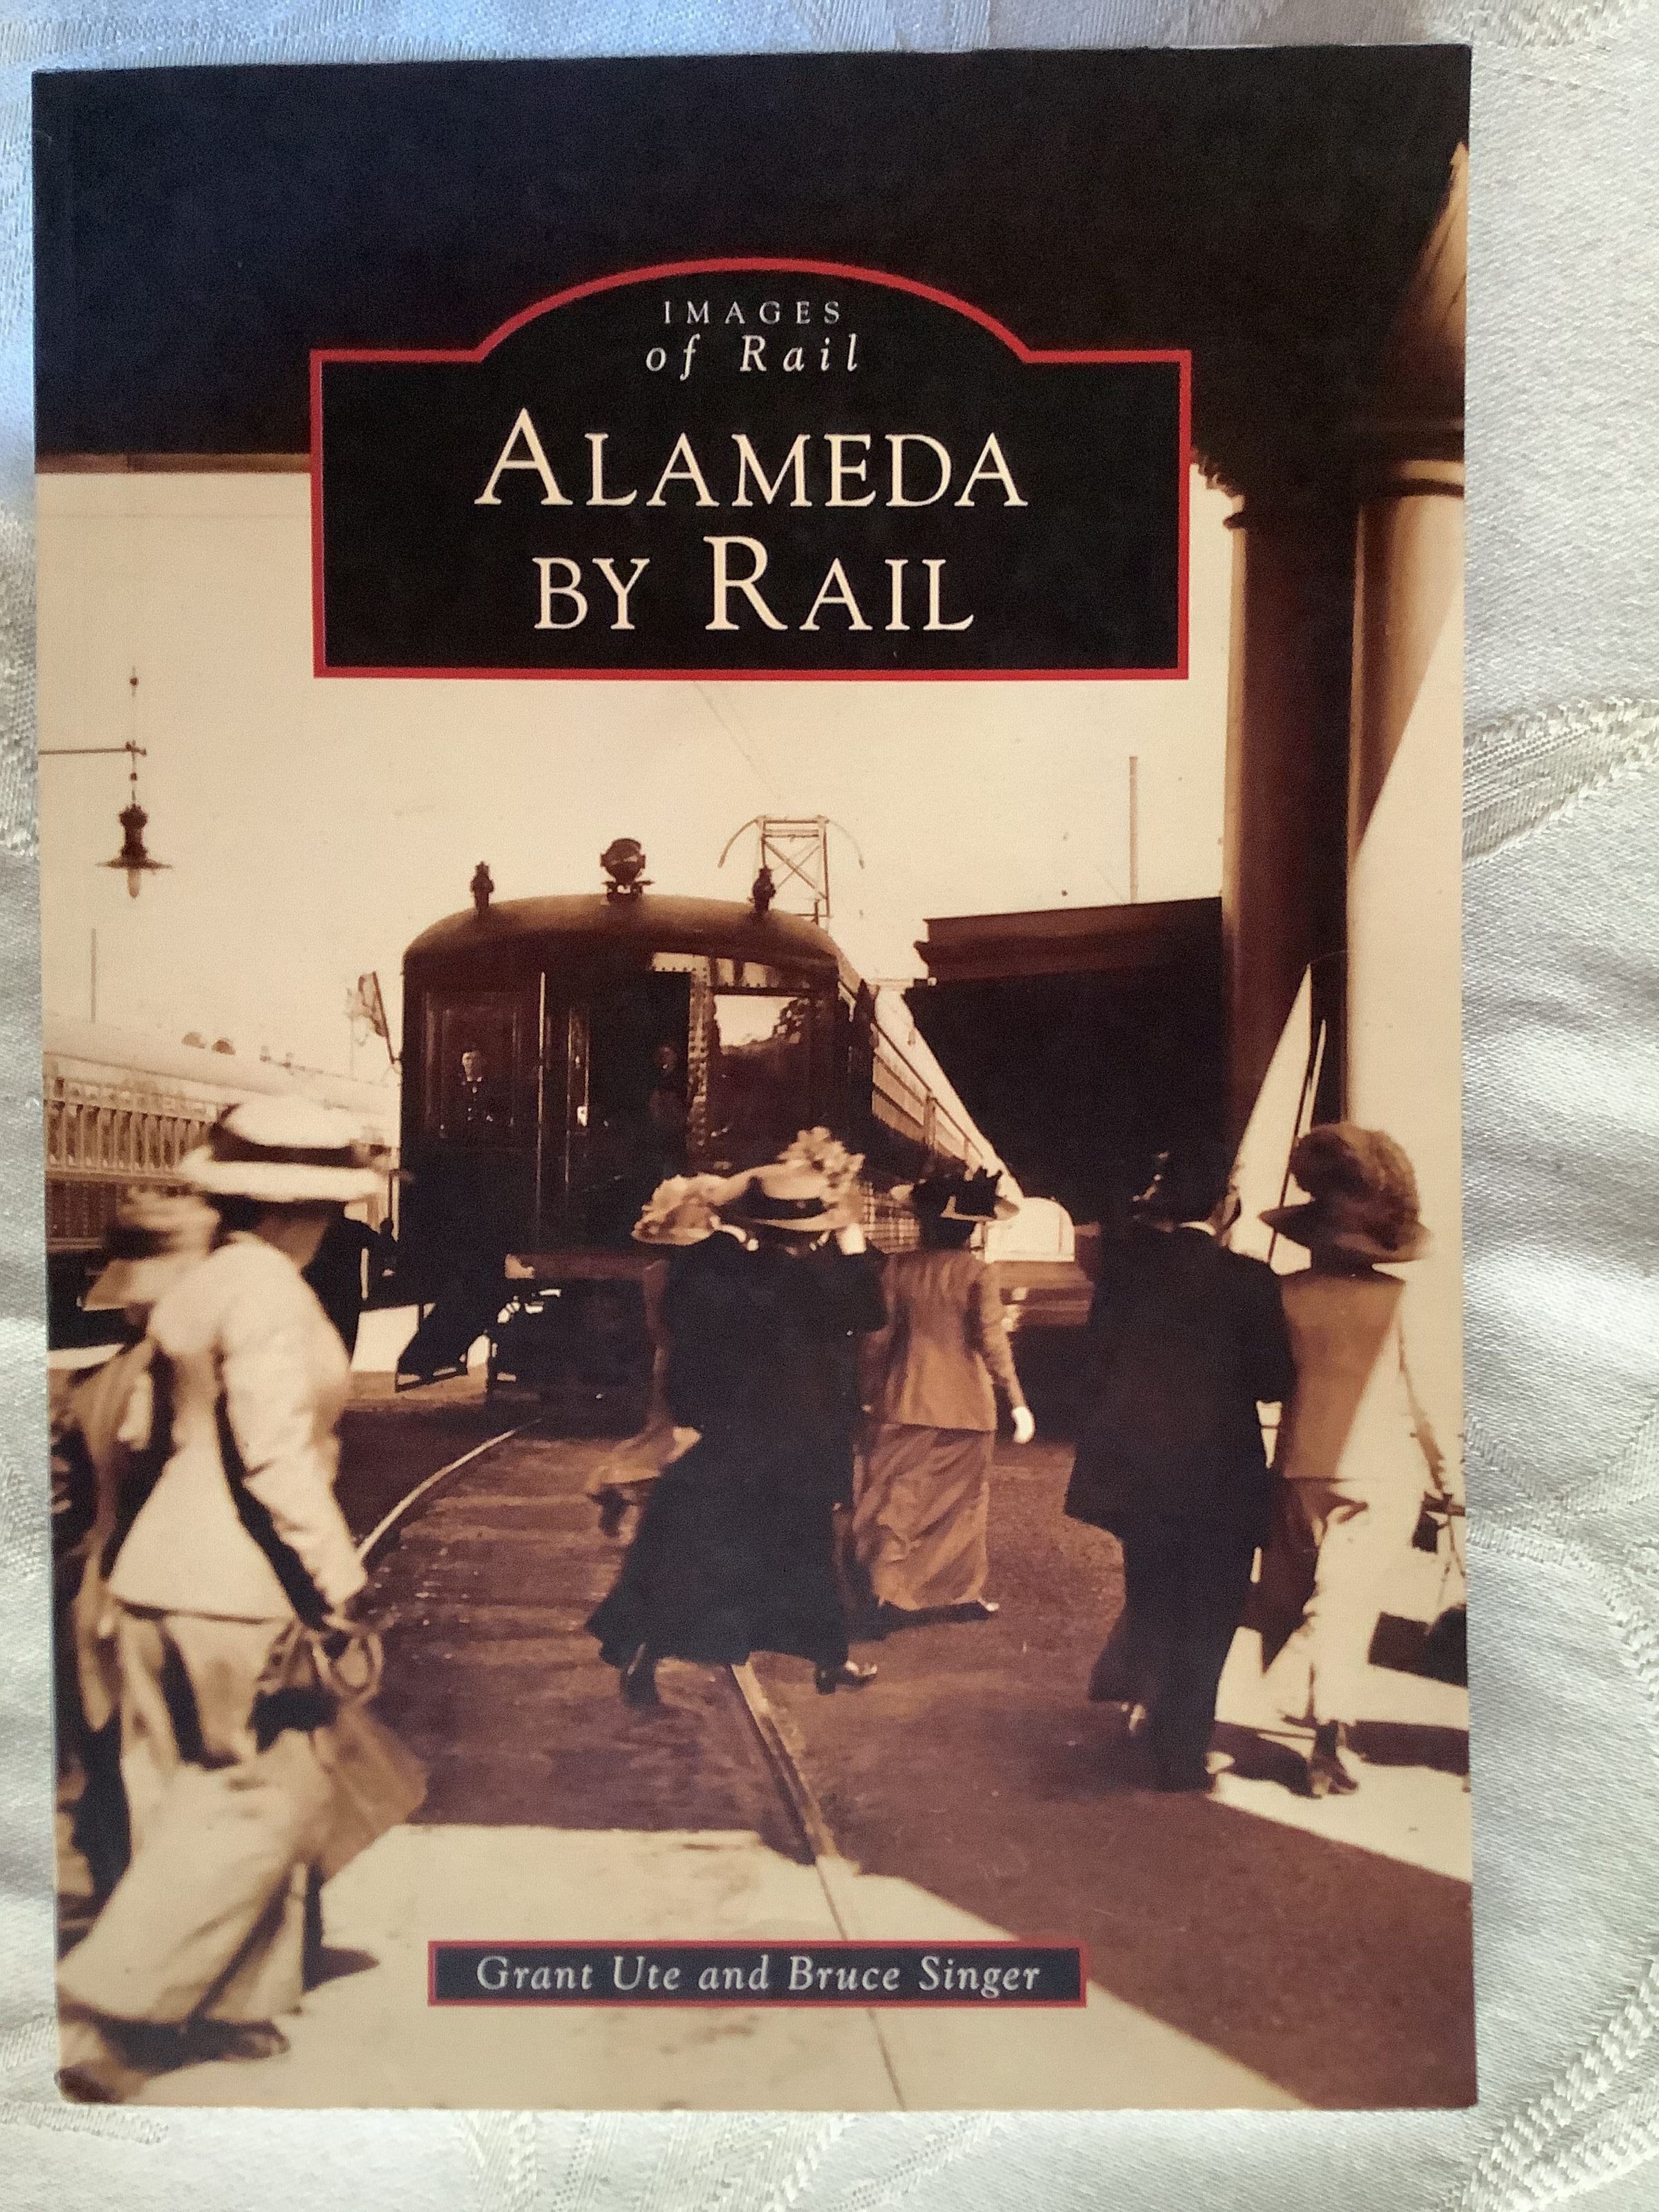 IMAGES
of Rail
ALAMEDA
BY RAIL
Grant Ute and Bruce Singer